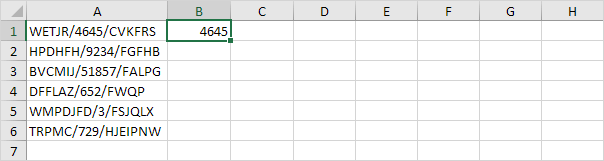 A B C D E F G H
1 WETJR/4645/CVKFRS 4645
2 HPDHFH/9234/FGFHB
3 BVCMIJ/51857/FALPG
4 DFFLAZ/652/FWQP
5 WMPDJFD/3/FSJQLX
6 TRPMC/729/HJEIPNW
7